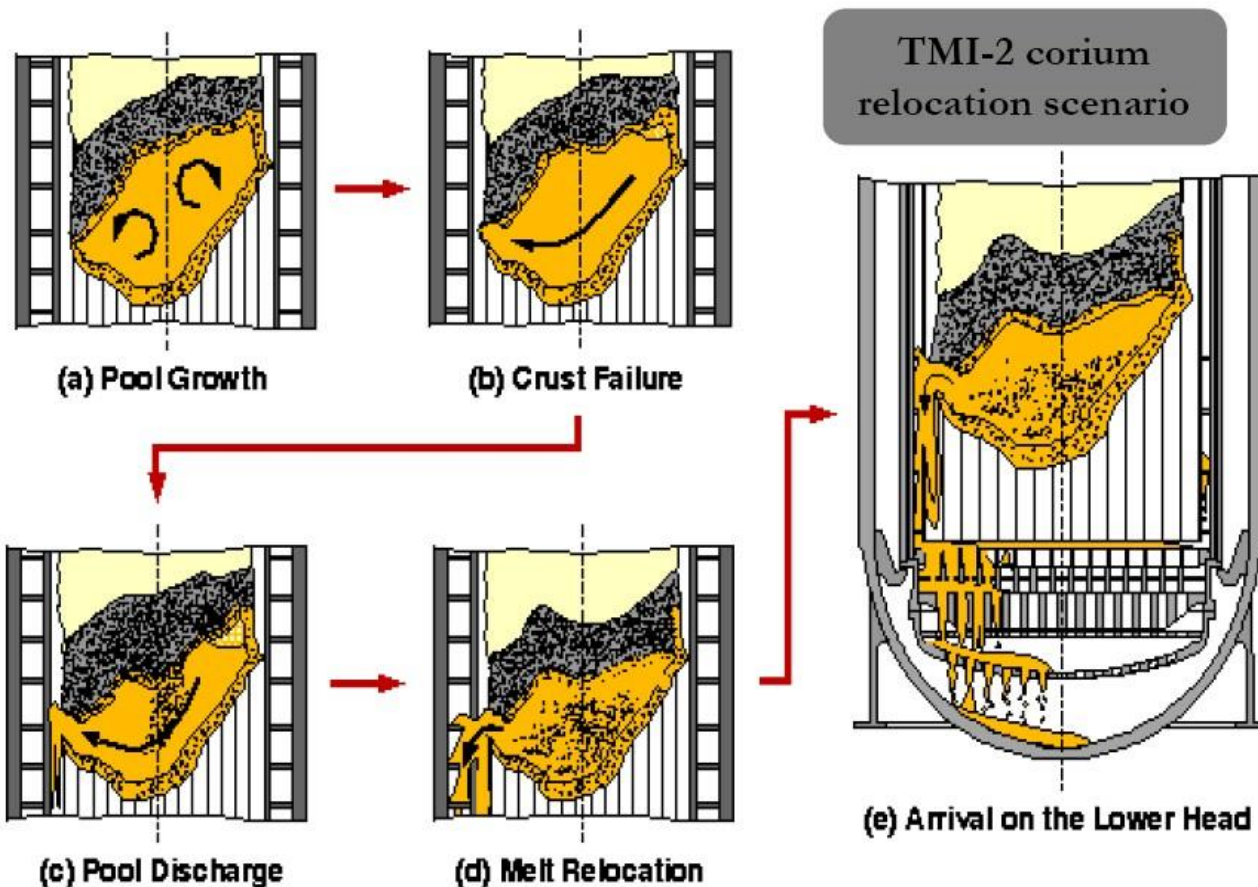 TMI-2 corium
relocation scenario
(a) Pool Growth
(b) Crust Failure
(c) Pool Discharge
(d) Melt Relocation
(e) Arrival on the Lower Head